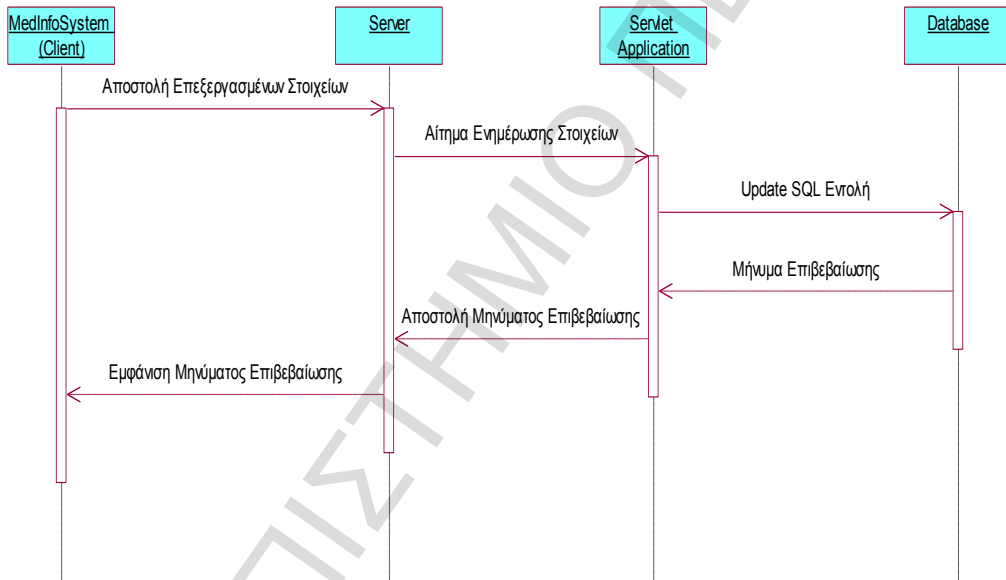 MedInfoSystem
(Client)
Server
Servlet
Application
Database
Αποστολή Επεξεργασμένων Στοιχείων
Αίτημα Ενημέρωσης Στοιχείων
Update SQL Εντολή
Μήνυμα Επιβεβαίωσης
Αποστολή Μηνύματος Επιβεβαίωσης
Εμφάνιση Μηνύματος Επιβεβαίωσης